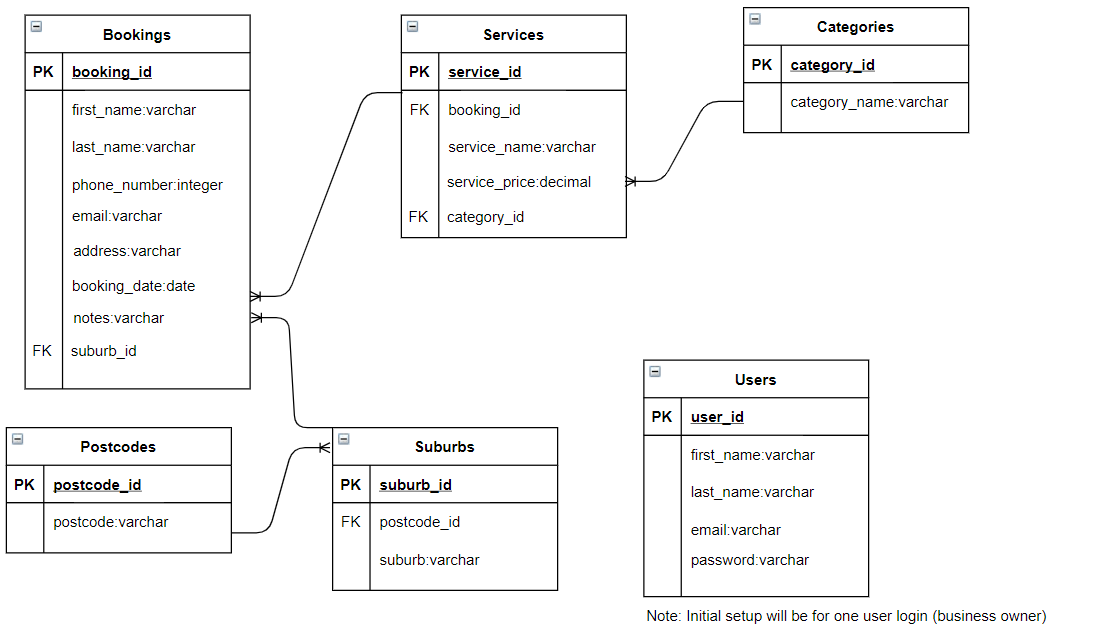 Bookings
PK booking_id
first_name:varchar
last_name:varchar
phone_number:integer
email:varchar
address:varchar
booking_date:date
notes:varchar
FK suburb_id
Services
PK service_id
FK booking_id
service_name:varchar
service_price:decimal
FK category_id
Categories
PK category_id
category_name:varchar
Postcodes
PK postcode_id
postcode:varchar
Suburbs
PK suburb_id
FK postcode_id
suburb:varchar
Users
PK user_id
first_name:varchar
last_name:varchar
email:varchar
password:varchar
Note: Initial setup will be for one user login (business owner)